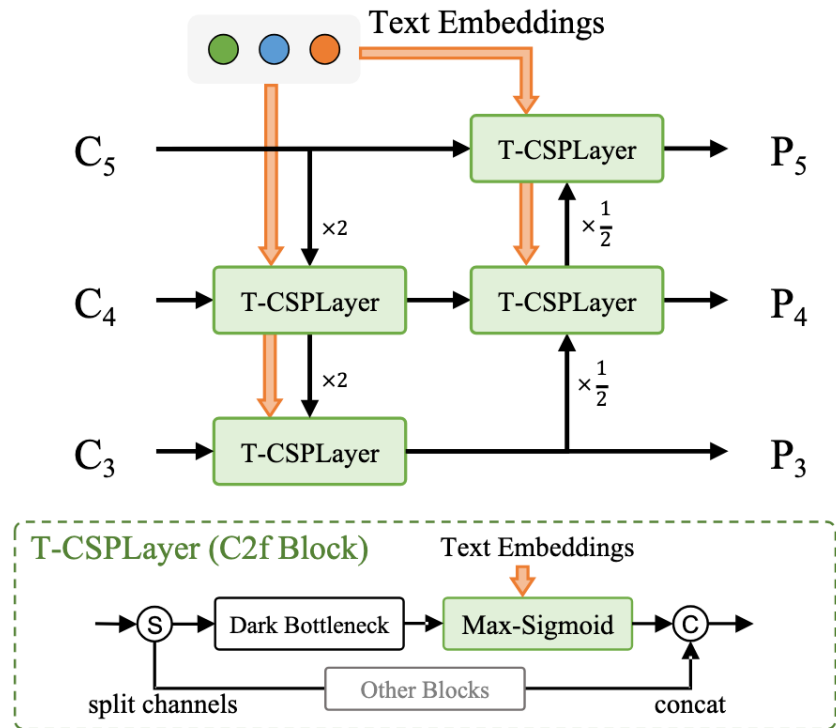 Text Embeddings
C5
T-CSPLayer
P5
×2
×1/2
C4
T-CSPLayer
T-CSPLayer
P4
×2
×1/2
C3
T-CSPLayer
P3
T-CSPLayer (C2f Block)
Text Embeddings
S
Dark Bottleneck
Max-Sigmoid
C
split channels
Other Blocks
concat